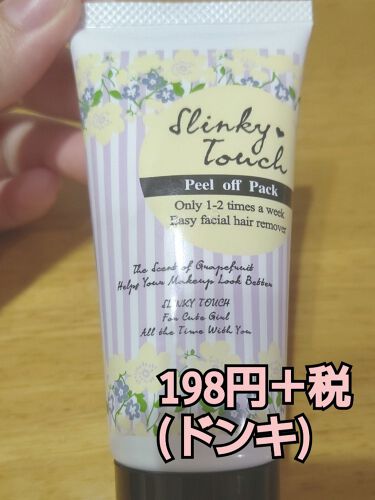 Slinky
Touch
Peel off Pack
Only 1-2 times a week
Easy facial hair remover
The Scent of Grapefruit
Helps Your Makeup Look Better
SLINKY TOUCH
For Cute Girl
All the Time With You
198円＋税
(ドンキ)